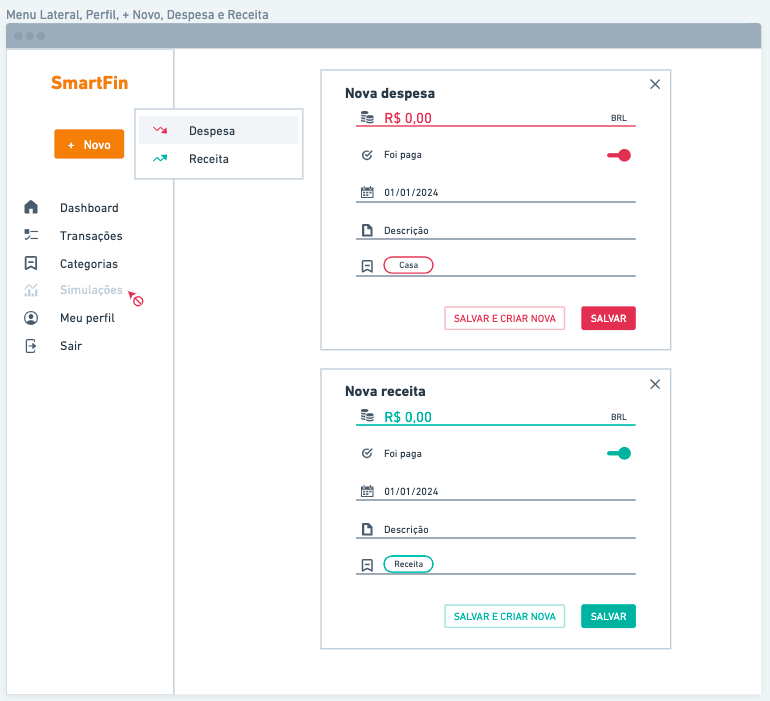 Menu Lateral, Perfil, + Novo, Despesa e Receita
SmartFin
+ Novo
Despesa
Receita
Dashboard
Transações
Categorias
Simulações
Meu perfil
Sair
Nova despesa
R$ 0,00 BRL
Foi paga
01/01/2024
Descrição
Casa
SALVAR E CRIAR NOVA SALVAR
Nova receita
R$ 0,00 BRL
Foi paga
01/01/2024
Descrição
Receita
SALVAR E CRIAR NOVA SALVAR